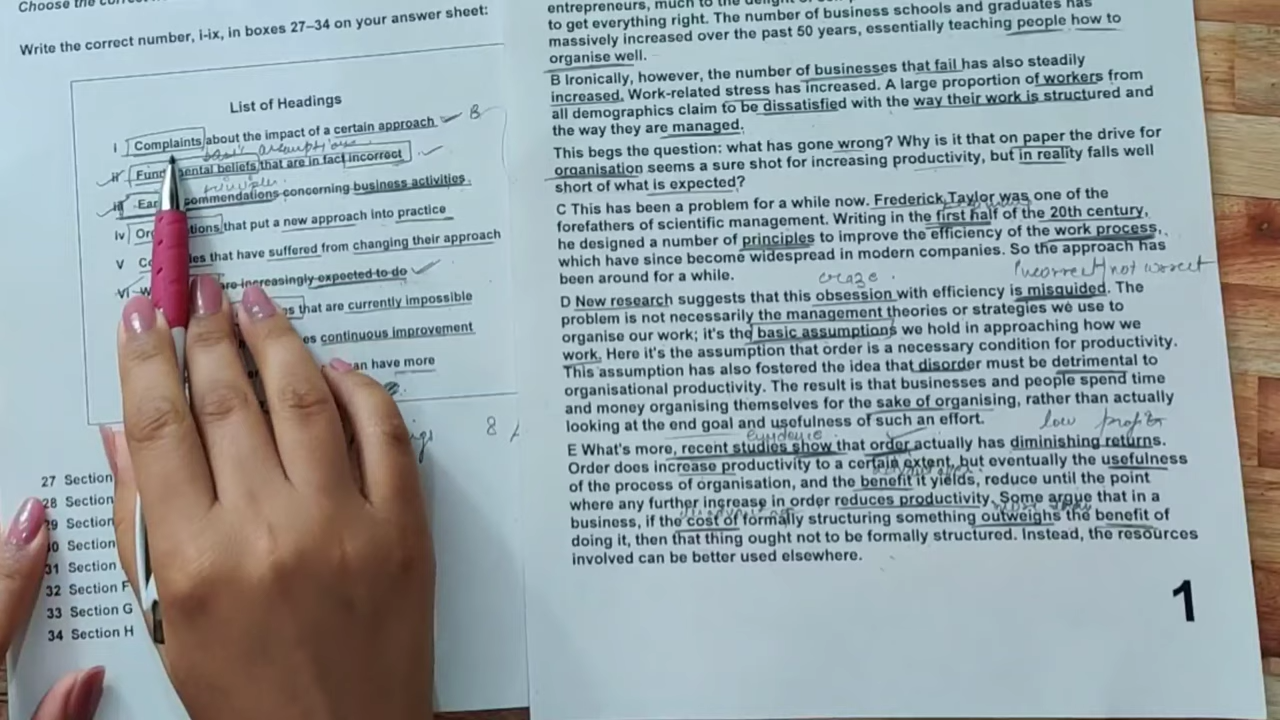 Choose the
Write the correct number, i-ix, in boxes 27–34 on your answer sheet:
List of Headings
i Complaints about the impact of a certain approach B
basic assumptions
ii beliefs that are in fact incorrect
principles
concerning business activities
iv that put a new approach into practice
v that have suffered from changing their approach
vi are increasingly expected to do
that are currently impossible
continuous improvement
can have more
8
27 Section
28 Section
29 Section
30 Section
31 Section
32 Section F
33 Section G
34 Section H
entrepreneurs, much to the delight of
to get everything right. The number of business schools and graduates has
massively increased over the past 50 years, essentially teaching people how to
organise well.
B Ironically, however, the number of businesses that fail has also steadily
increased. Work-related stress has increased. A large proportion of workers from
all demographics claim to be dissatisfied with the way their work is structured and
the way they are managed.
This begs the question: what has gone wrong? Why is it that on paper the drive for
organisation seems a sure shot for increasing productivity, but in reality falls well
short of what is expected?
C This has been a problem for a while now. Frederick Taylor was one of the
forefathers of scientific management. Writing in the first half of the 20th century,
he designed a number of principles to improve the efficiency of the work process,
which have since become widespread in modern companies. So the approach has
been around for a while.
craze incorrect/not correct
D New research suggests that this obsession with efficiency is misguided. The
problem is not necessarily the management theories or strategies we use to
organise our work; it's the basic assumptions we hold in approaching how we
work. Here it's the assumption that order is a necessary condition for productivity.
This assumption has also fostered the idea that disorder must be detrimental to
organisational productivity. The result is that businesses and people spend time
and money organising themselves for the sake of organising, rather than actually
looking at the end goal and usefulness of such an effort.
low profit
evidence
E What's more, recent studies show that order actually has diminishing returns.
Order does increase productivity to a certain extent, but eventually the usefulness
of the process of organisation, and the benefit it yields, reduce until the point
where any further increase in order reduces productivity. Some argue that in a
business, if the cost of formally structuring something outweighs the benefit of
doing it, then that thing ought not to be formally structured. Instead, the resources
involved can be better used elsewhere.
1